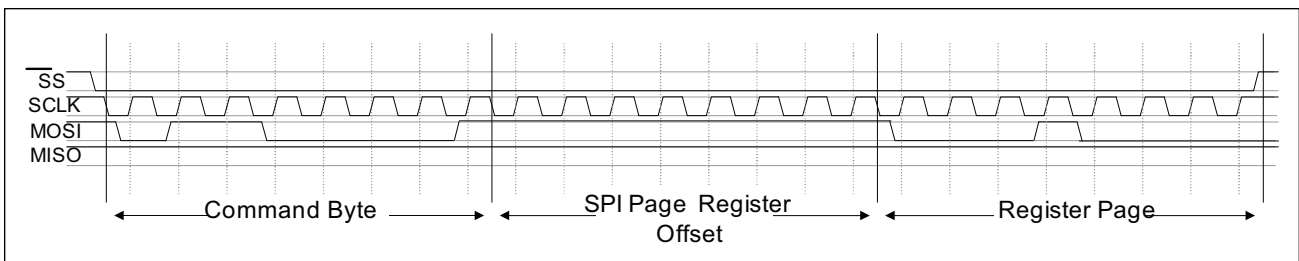 SS
SCLK
MOSI
MISO
Command Byte
SPI Page Register
Offset
Register Page